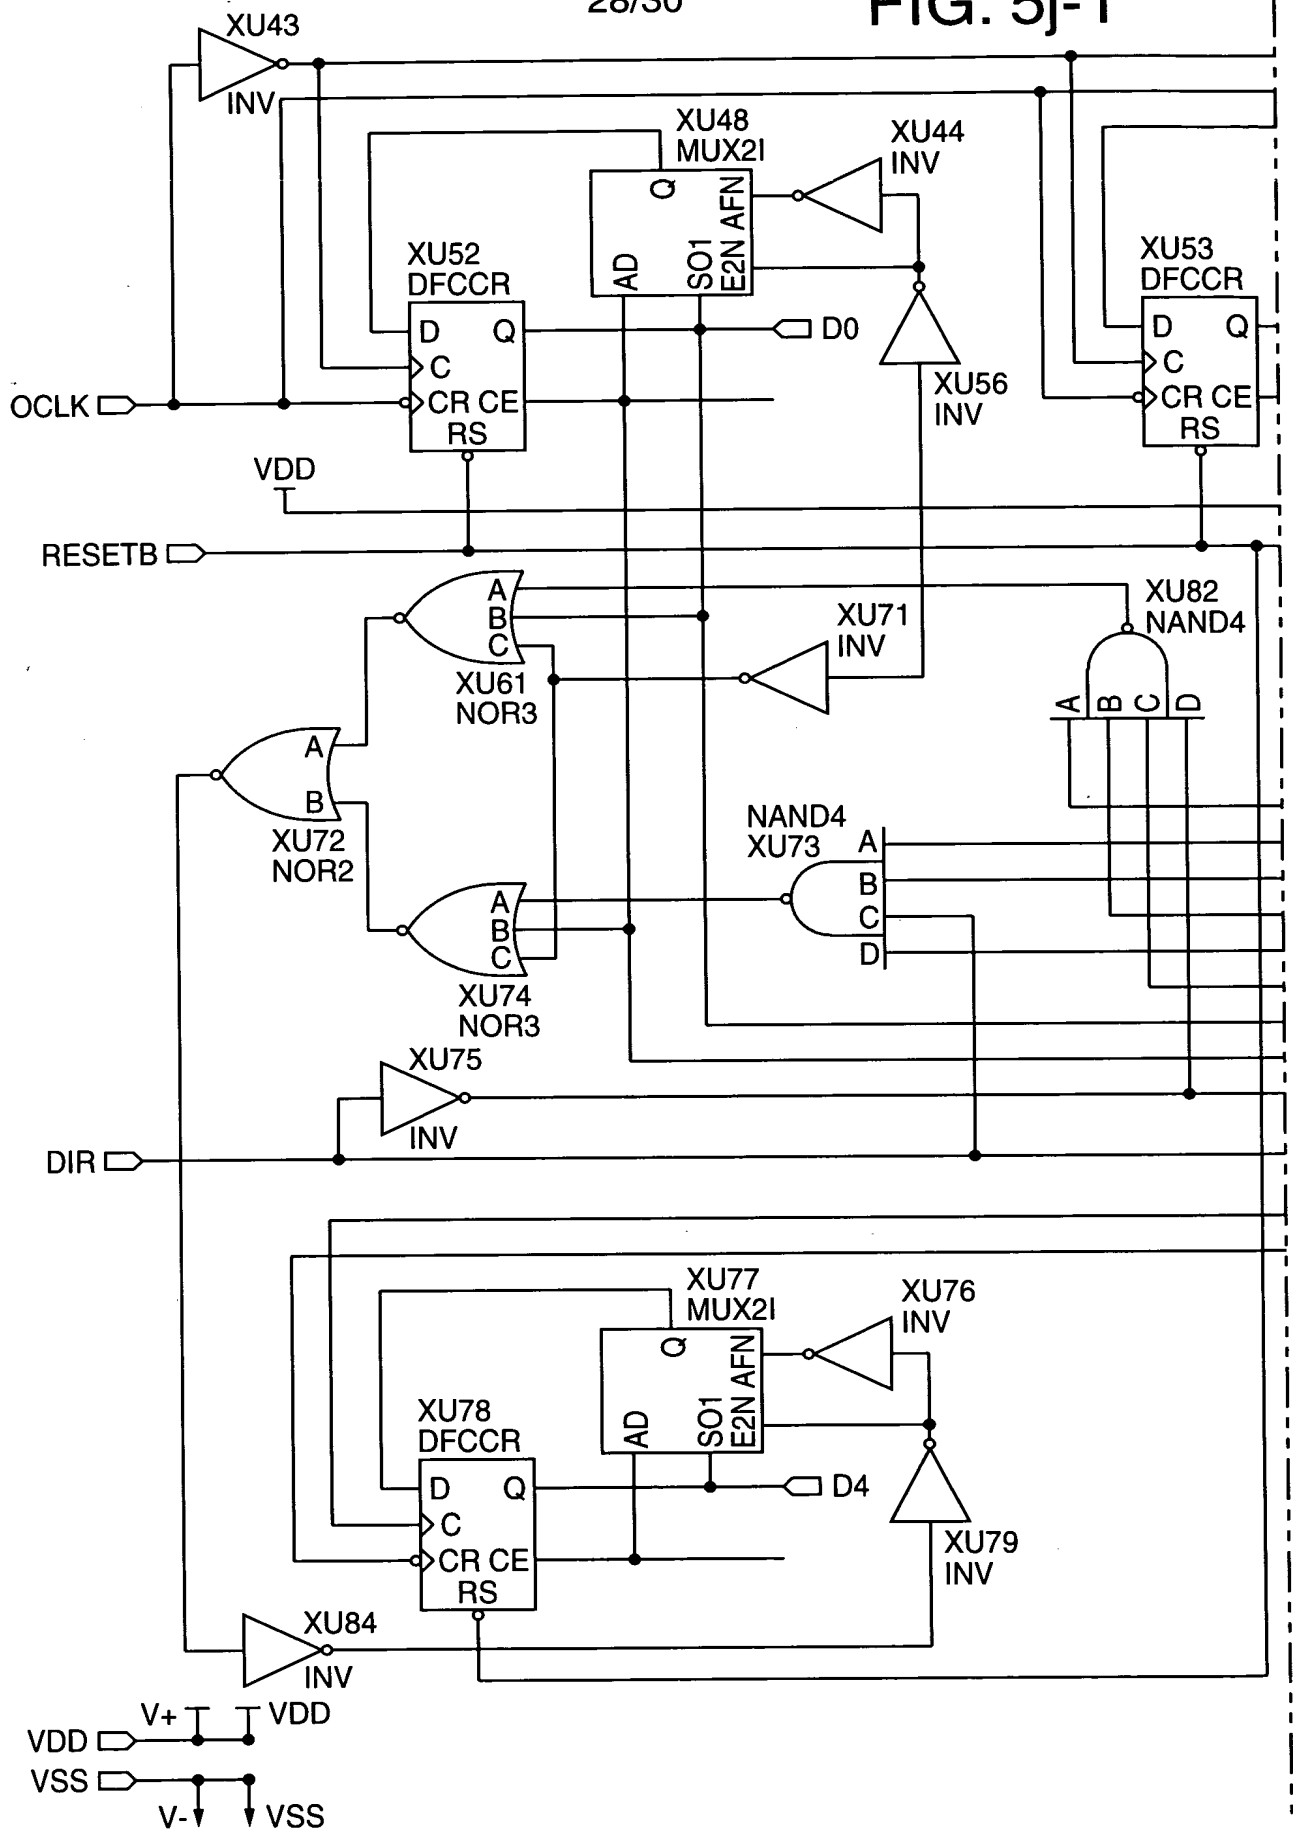 28/30
FIG. 5j-1
XU43
INV
XU48
MUX2I
XU44
INV
Q
AFN
AD
SO1
E2N
XU52
DFCCR
D Q
C
CR CE
RS
D0
XU56
INV
XU53
DFCCR
D Q
C
CR CE
RS
OCLK
VDD
RESETB
A
B
C
XU61
NOR3
XU71
INV
XU82
NAND4
A
B
C
D
A
B
XU72
NOR2
NAND4
XU73
A
B
C
D
A
B
C
XU74
NOR3
XU75
INV
DIR
XU77
MUX2I
XU76
INV
Q
AFN
AD
SO1
E2N
XU78
DFCCR
D Q
C
CR CE
RS
D4
XU79
INV
XU84
INV
V+ VDD
VDD
VSS
V- VSS